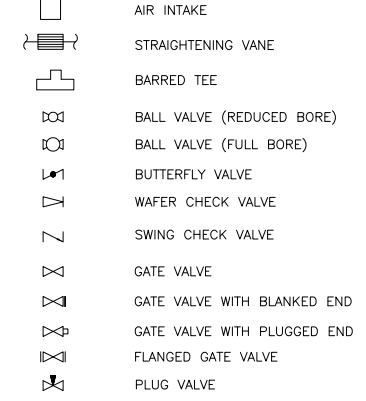 AIR INTAKE
STRAIGHTENING VANE
BARRED TEE
BALL VALVE (REDUCED BORE)
BALL VALVE (FULL BORE)
BUTTERFLY VALVE
WAFER CHECK VALVE
SWING CHECK VALVE
GATE VALVE
GATE VALVE WITH BLANKED END
GATE VALVE WITH PLUGGED END
FLANGED GATE VALVE
PLUG VALVE